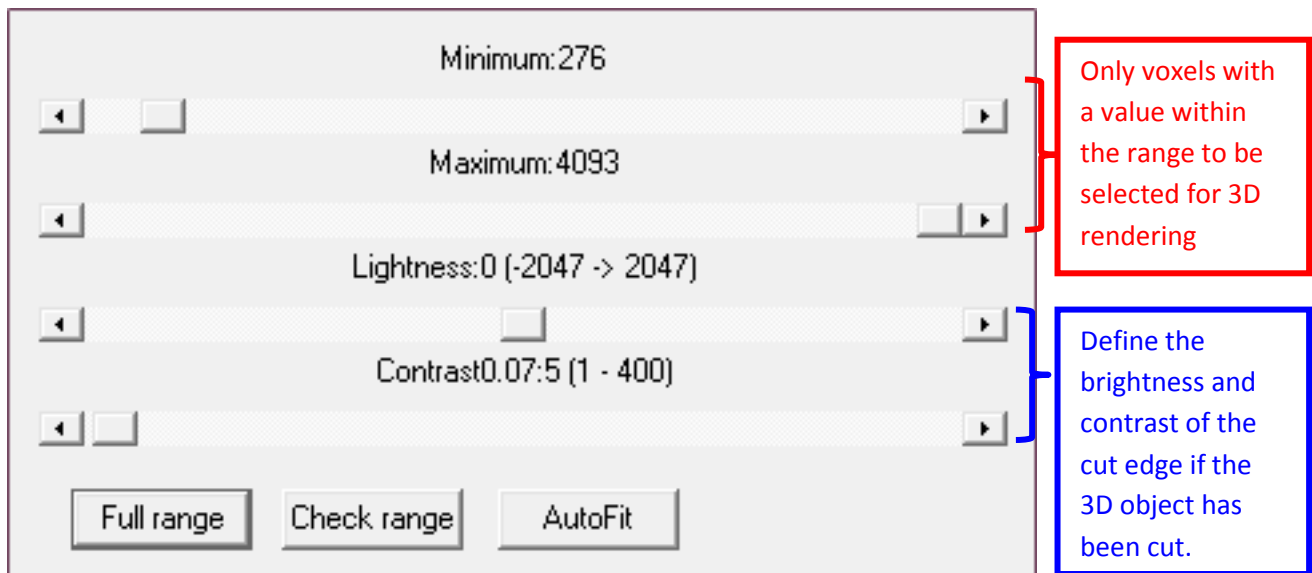 Minimum:276
Maximum:4093
Lightness:0 (-2047 -> 2047)
Contrast0.07:5 (1 - 400)
Full range Check range AutoFit
Only voxels with
a value within
the range to be
selected for 3D
rendering
Define the
brightness and
contrast of the
cut edge if the
3D object has
been cut.